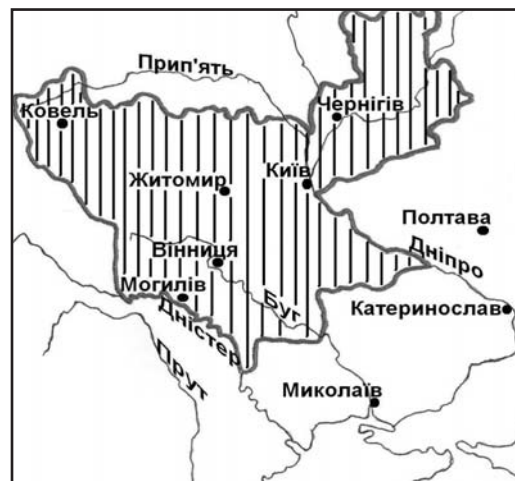 Прип'ять
Чернігів
Ковель
Київ
Житомир
Полтава
Вінниця
Дніпро
Могилів
Буг
Дністер
Катеринослав
Прут
Миколаїв